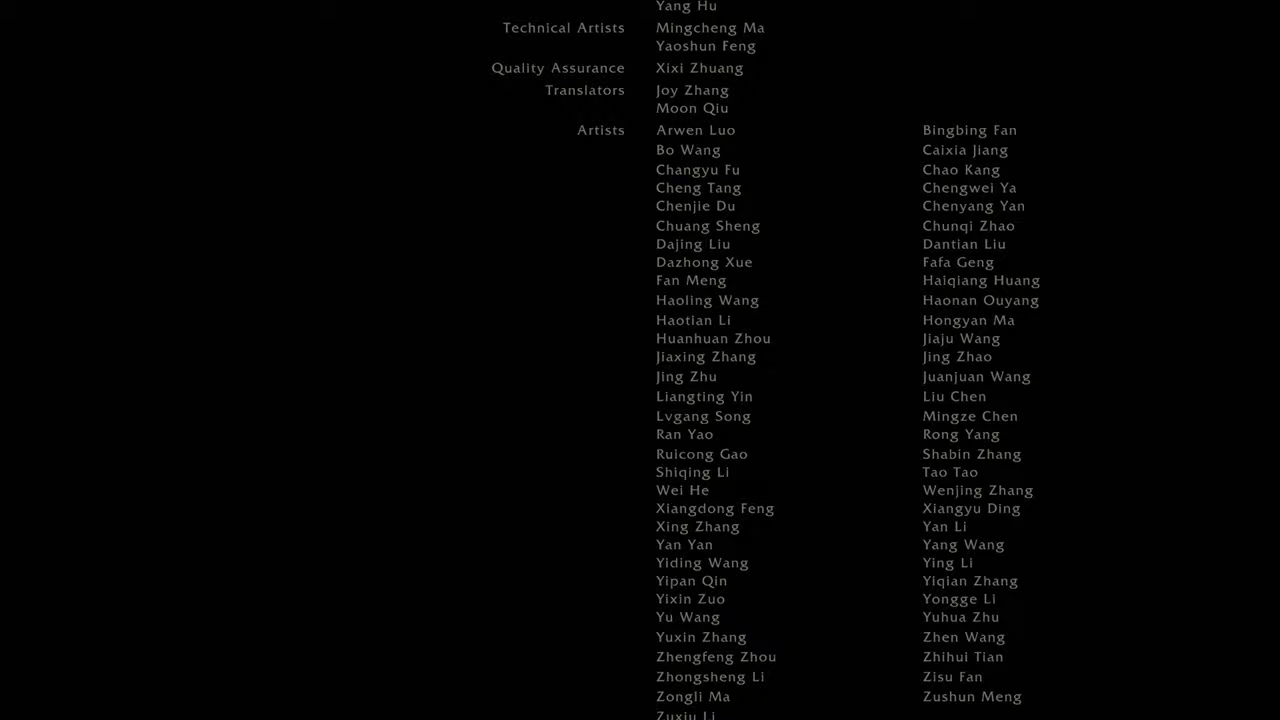 Yang Hu
Technical Artists Mingcheng Ma
Yaoshun Feng
Quality Assurance Xixi Zhuang
Translators Joy Zhang
Moon Qiu
Artists Arwen Luo Bingbing Fan
Bo Wang Caixia Jiang
Changyu Fu Chao Kang
Cheng Tang Chengwei Ya
Chenjie Du Chenyang Yan
Chuang Sheng Chunqi Zhao
Dajing Liu Dantian Liu
Dazhong Xue Fafa Geng
Fan Meng Haiqiang Huang
Haoling Wang Haonan Ouyang
Haotian Li Hongyan Ma
Huanhuan Zhou Jiaju Wang
Jiaxing Zhang Jing Zhao
Jing Zhu Juanjuan Wang
Liangting Yin Liu Chen
Lvgang Song Mingze Chen
Ran Yao Rong Yang
Ruicong Gao Shabin Zhang
Shiqing Li Tao Tao
Wei He Wenjing Zhang
Xiangdong Feng Xiangyu Ding
Xing Zhang Yan Li
Yan Yan Yang Wang
Yiding Wang Ying Li
Yipan Qin Yiqian Zhang
Yixin Zuo Yongge Li
Yu Wang Yuhua Zhu
Yuxin Zhang Zhen Wang
Zhengfeng Zhou Zhihui Tian
Zhongsheng Li Zisu Fan
Zongli Ma Zushun Meng
Zuxiu Li